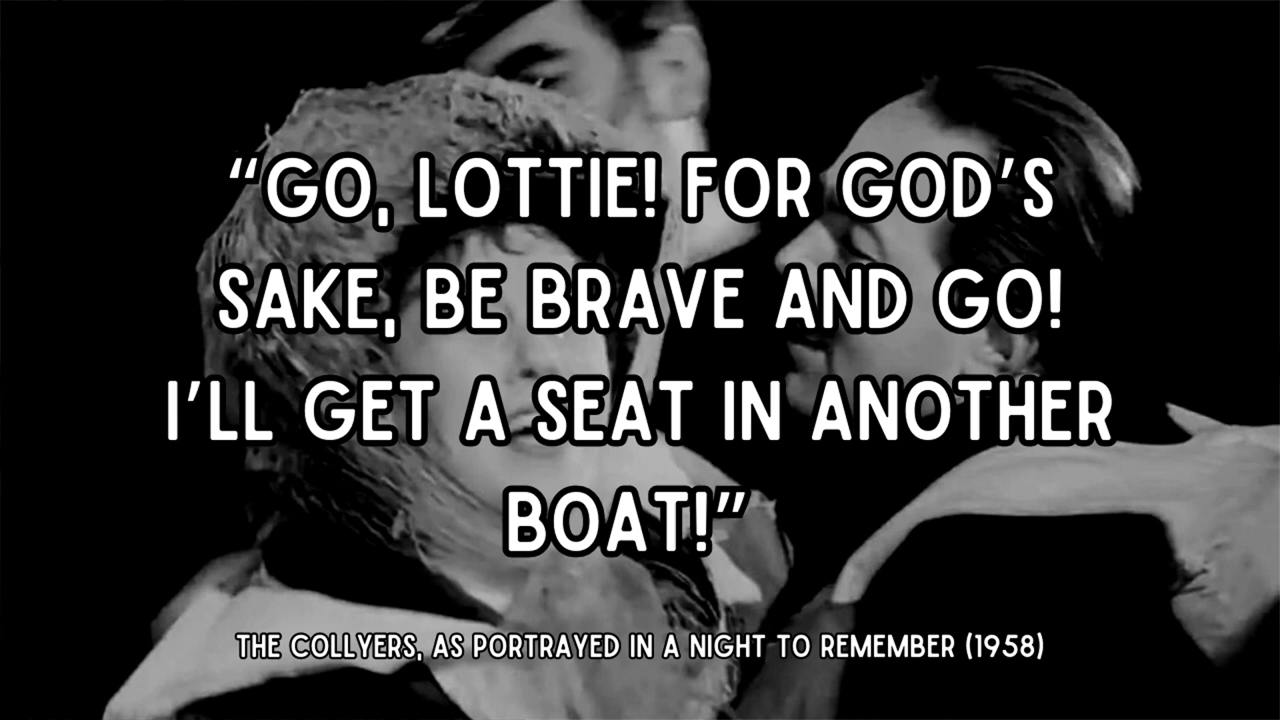 “GO, LOTTIE! FOR GOD’S
SAKE, BE BRAVE AND GO!
I’LL GET A SEAT IN ANOTHER
BOAT!”
THE COLLYERS, AS PORTRAYED IN A NIGHT TO REMEMBER (1958)